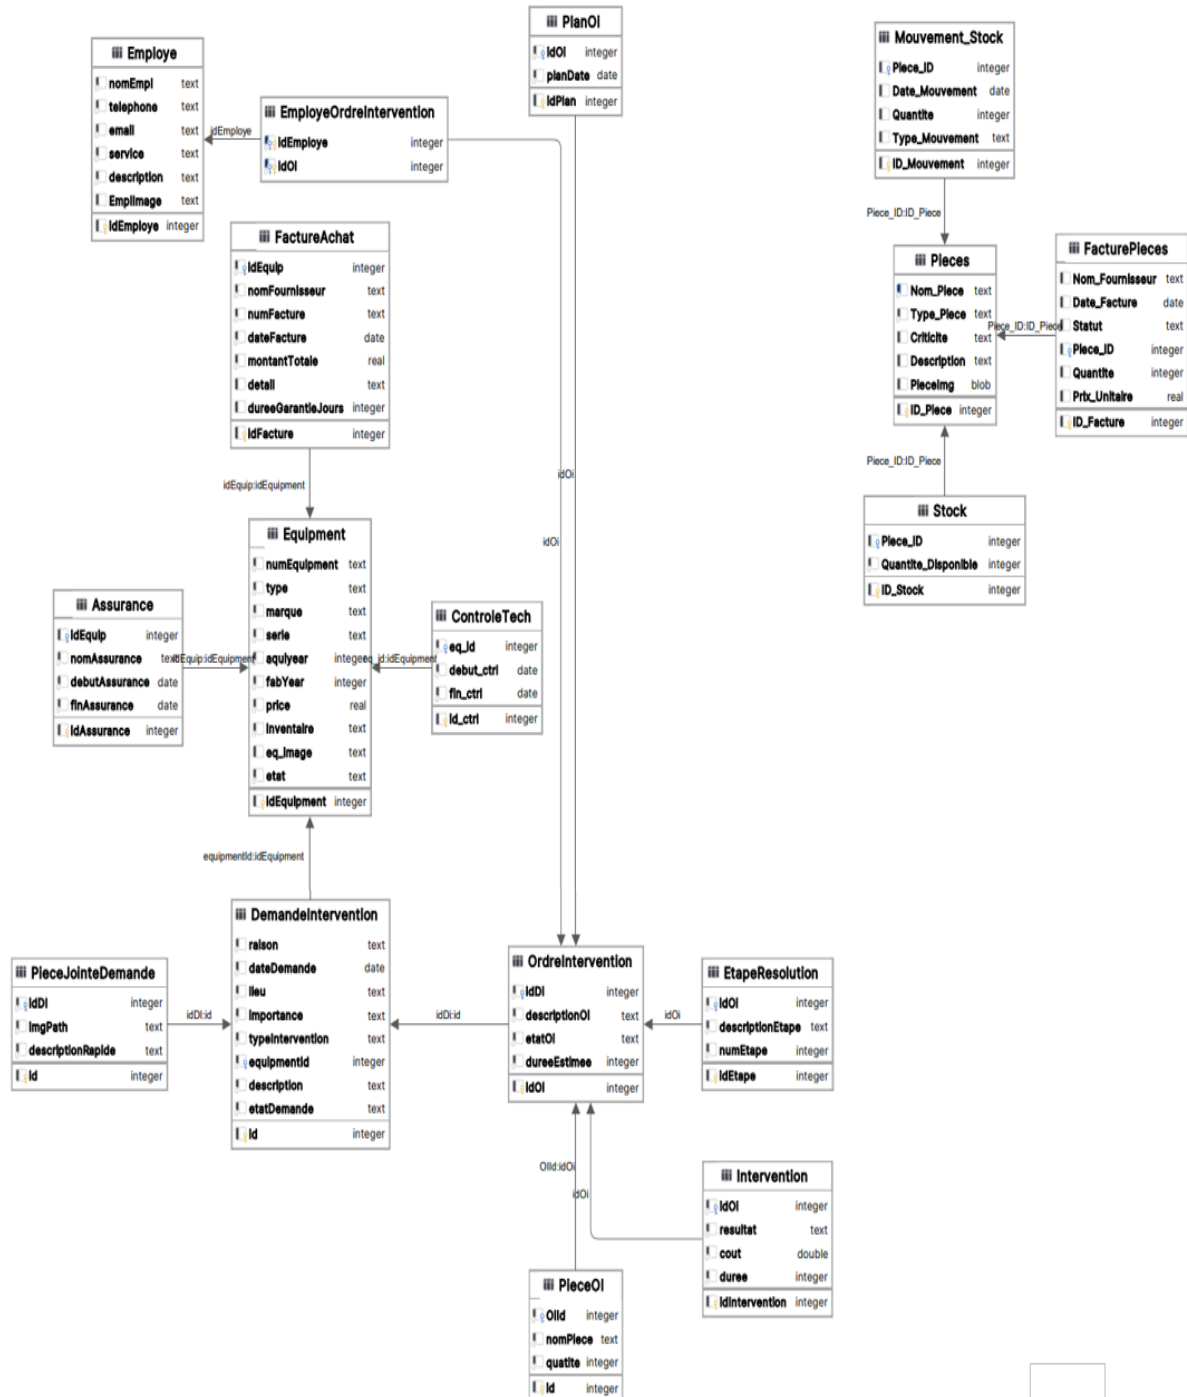 PlanOI
idOi integer
planDate date
idPlan integer
Mouvement_Stock
Piece_ID integer
Date_Mouvement date
Quantite integer
Type_Mouvement text
ID_Mouvement integer
Employe
nomEmpl text
telephone text
email text
service text
description text
EmplImage text
idEmploye integer
idEmploye
EmployeOrdreIntervention
idEmploye integer
idOi integer
Piece_ID:ID_Piece
FactureAchat
idEquip integer
nomFournisseur text
numFacture text
dateFacture date
montantTotale real
detail text
dureeGarantieJours integer
idFacture integer
Pieces
Nom_Piece text
Type_Piece text
Criticite text
Description text
PieceImg blob
ID_Piece integer
Piece_ID:ID_Piece
FacturePieces
Nom_Fournisseur text
Date_Facture date
Statut text
Piece_ID integer
Quantite integer
Prix_Unitaire real
ID_Facture integer
Piece_ID:ID_Piece
idOi
idOi
idEquip:idEquipment
Stock
Piece_ID integer
Quantite_Disponible integer
ID_Stock integer
Equipment
numEquipment text
type text
marque text
serie text
aquiyear integer
fabYear integer
price real
inventaire text
eq_image text
etat text
idEquipment integer
Assurance
idEquip integer
nomAssurance text
debutAssurance date
finAssurance date
idAssurance integer
idEquip:idEquipment
eq_id:idEquipment
ControleTech
eq_id integer
debut_ctrl date
fin_ctrl date
id_ctrl integer
equipmentId:idEquipment
DemandeIntervention
raison text
dateDemande date
lieu text
importance text
typeIntervention text
equipmentId integer
description text
etatDemande text
id integer
PieceJointeDemande
idDI integer
imgPath text
descriptionRapide text
id integer
idDI:id
idDi:id
OrdreIntervention
idDI integer
descriptionOI text
etatOI text
dureeEstimee integer
idOI integer
idOi
EtapeResolution
idOI integer
descriptionEtape text
numEtape integer
idEtape integer
OIId:idOi
idOi
Intervention
idOI integer
resultat text
cout double
duree integer
idIntervention integer
PieceOI
OIId integer
nomPiece text
quatite integer
id integer